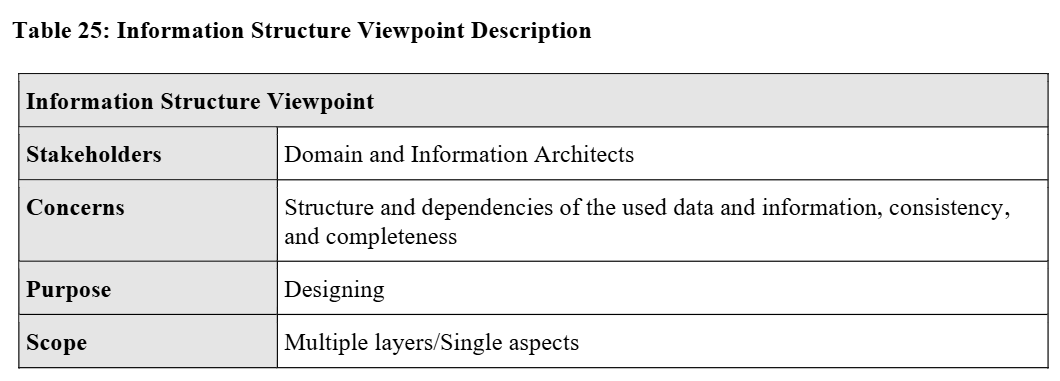 Table 25: Information Structure Viewpoint Description
Information Structure Viewpoint
Stakeholders Domain and Information Architects
Concerns Structure and dependencies of the used data and information, consistency,
and completeness
Purpose Designing
Scope Multiple layers/Single aspects